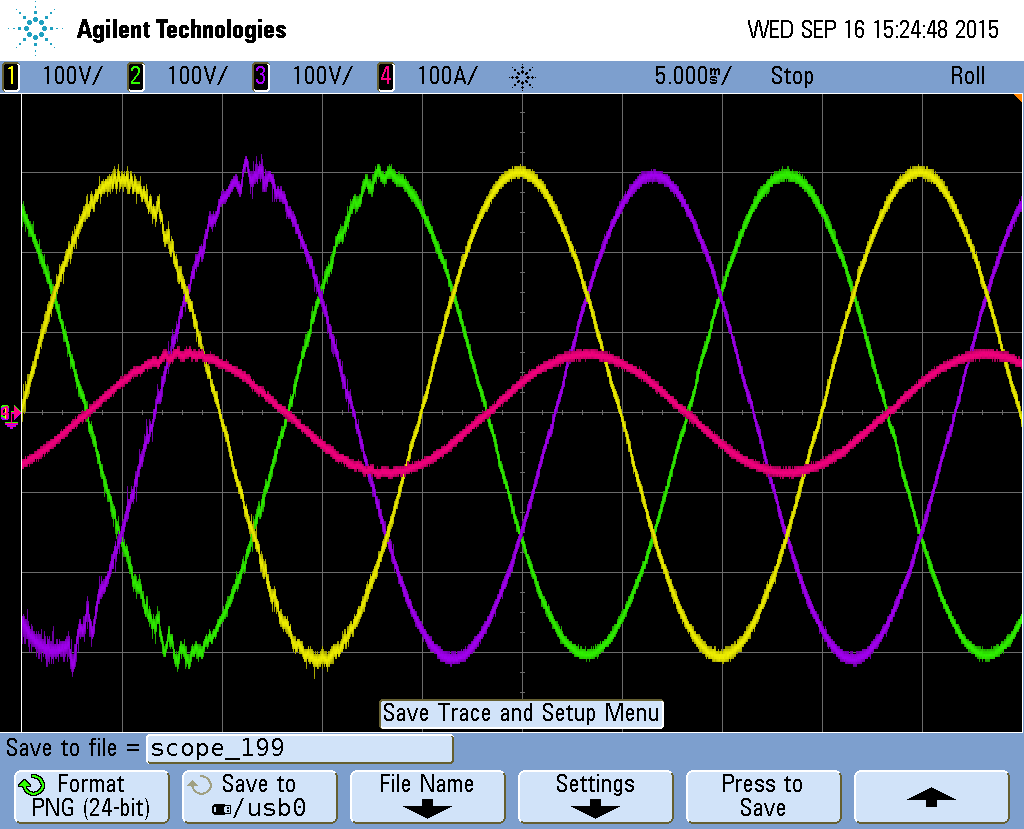 Agilent Technologies WED SEP 16 15:24:48 2015
1 100V/ 2 100V/ 3 100V/ 4 100A/ 5.000ms/ Stop Roll
Save Trace and Setup Menu
Save to file = scope_199
Format Save to File Name Settings Press to
PNG (24-bit) /usb0 Save